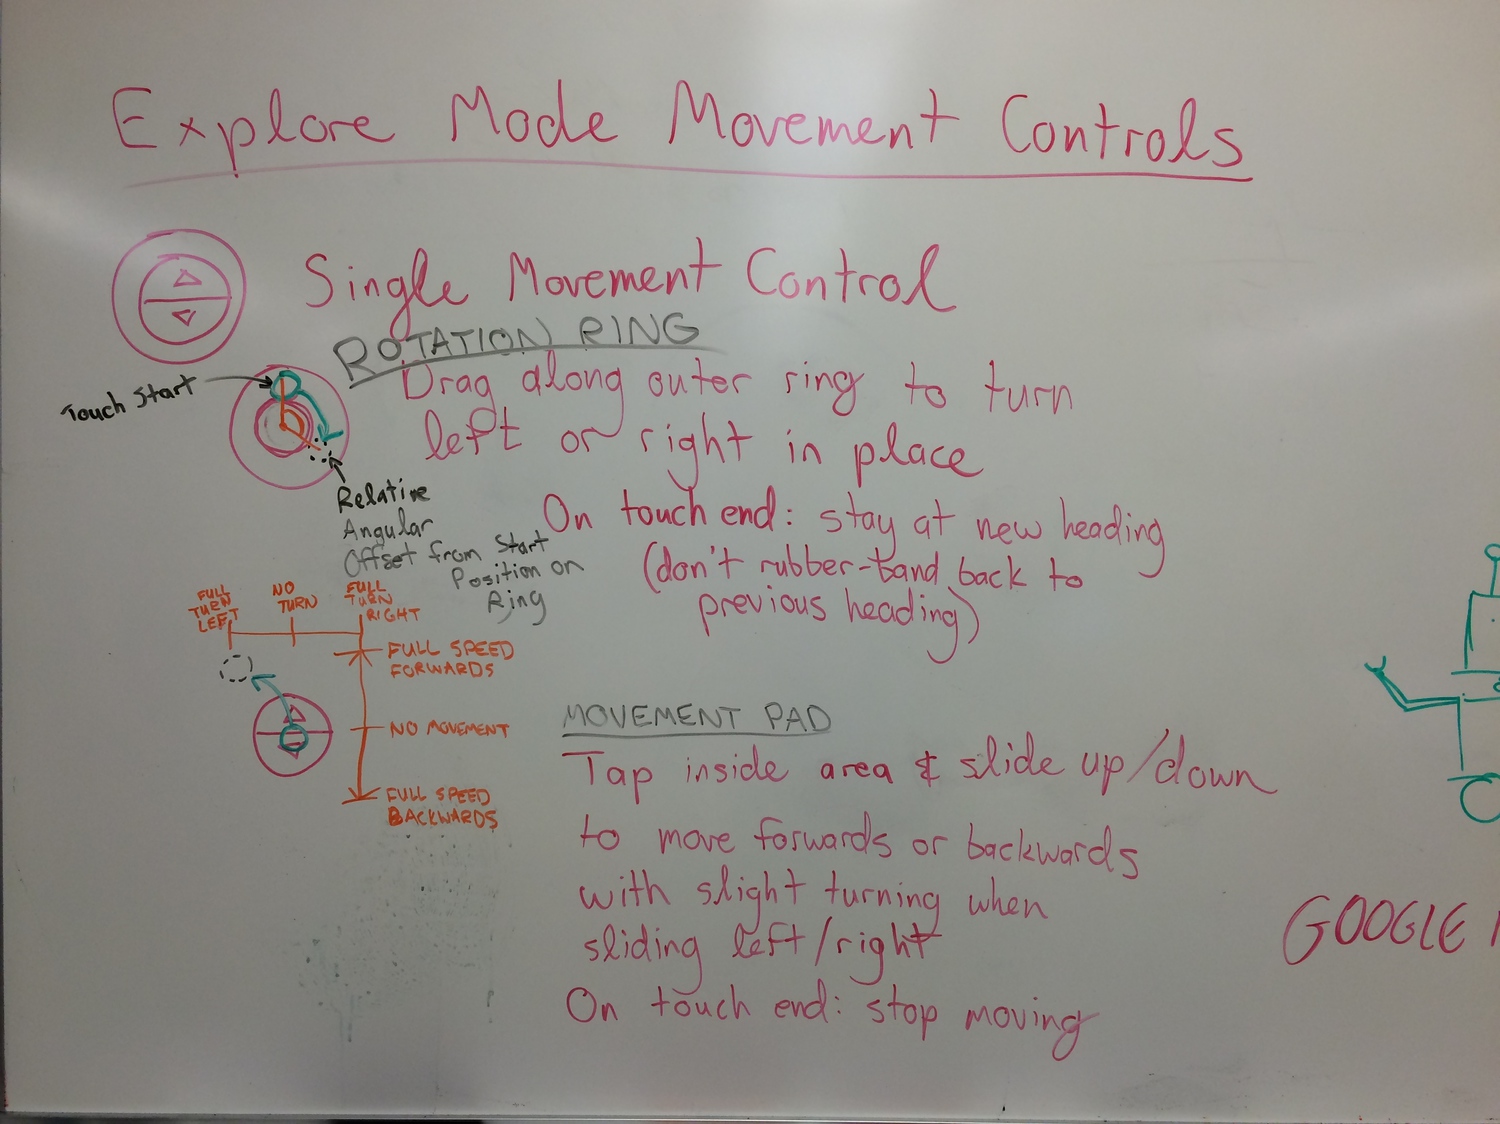 Explore Mode Movement Controls
Single Movement Control
ROTATION RING
Drag along outer ring to turn
left or right in place
On touch end: stay at new heading
(don't rubber-band back to
previous heading)
Touch Start
Relative
Angular
Offset from Start
Position on
Ring
FULL
TURN
LEFT
NO
TURN
FULL
TURN
RIGHT
FULL SPEED
FORWARDS
NO MOVEMENT
FULL SPEED
BACKWARDS
MOVEMENT PAD
Tap inside area & slide up/down
to move forwards or backwards
with slight turning when
sliding left/right
On touch end: stop moving
GOOGLE